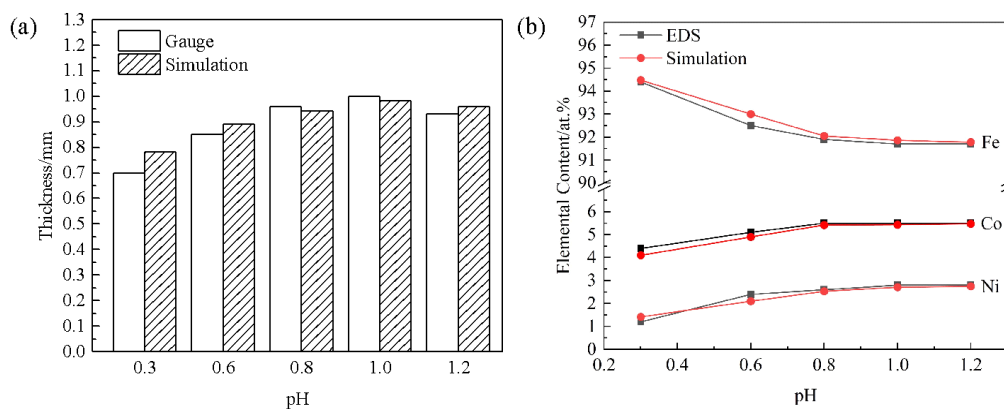 (a)
Gauge
Simulation
Thickness/mm
1.3
1.2
1.1
1.0
0.9
0.8
0.7
0.6
0.5
0.4
0.3
0.2
0.1
0.0
0.3 0.6 0.8 1.0 1.2
pH
(b)
EDS
Simulation
Elemental Content/at.%
97
96
95
94
93
92
91
90
6
5
4
3
2
1
0
Fe
Co
Ni
0.2 0.4 0.6 0.8 1.0 1.2
pH